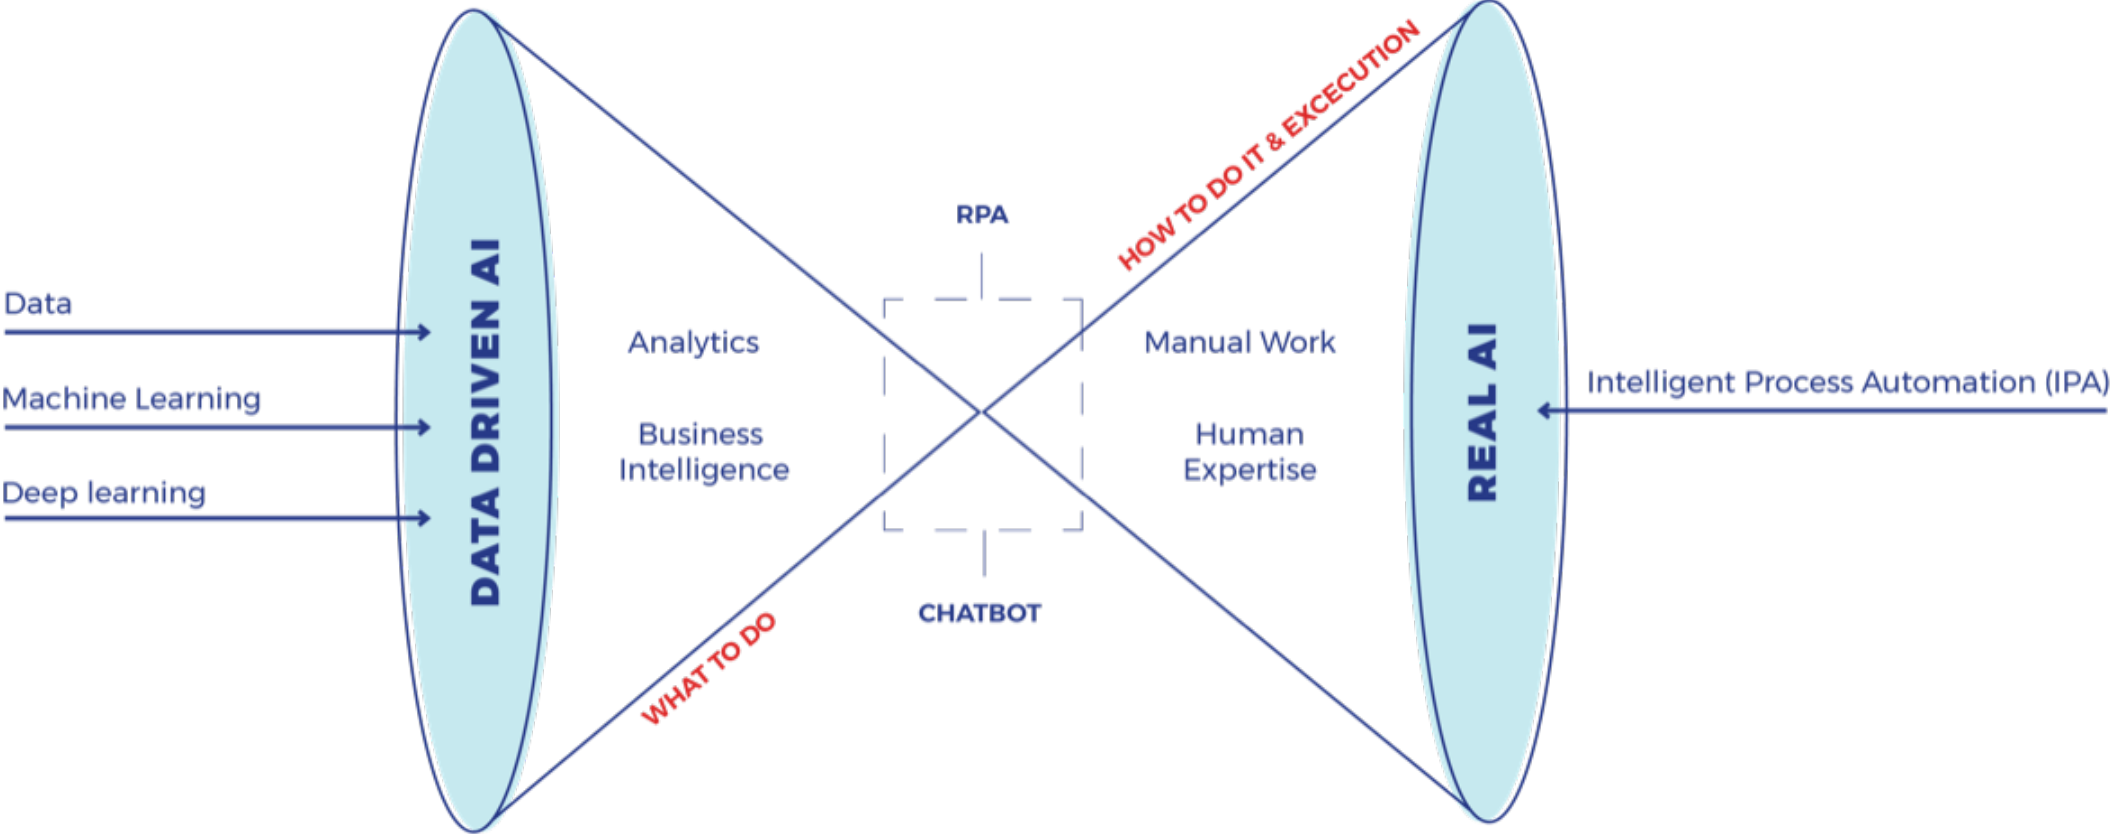 Data
Machine Learning
Deep learning
DATA DRIVEN AI
Analytics
Business
Intelligence
WHAT TO DO
RPA
CHATBOT
HOW TO DO IT & EXCECUTION
Manual Work
Human
Expertise
REAL AI
Intelligent Process Automation (IPA)